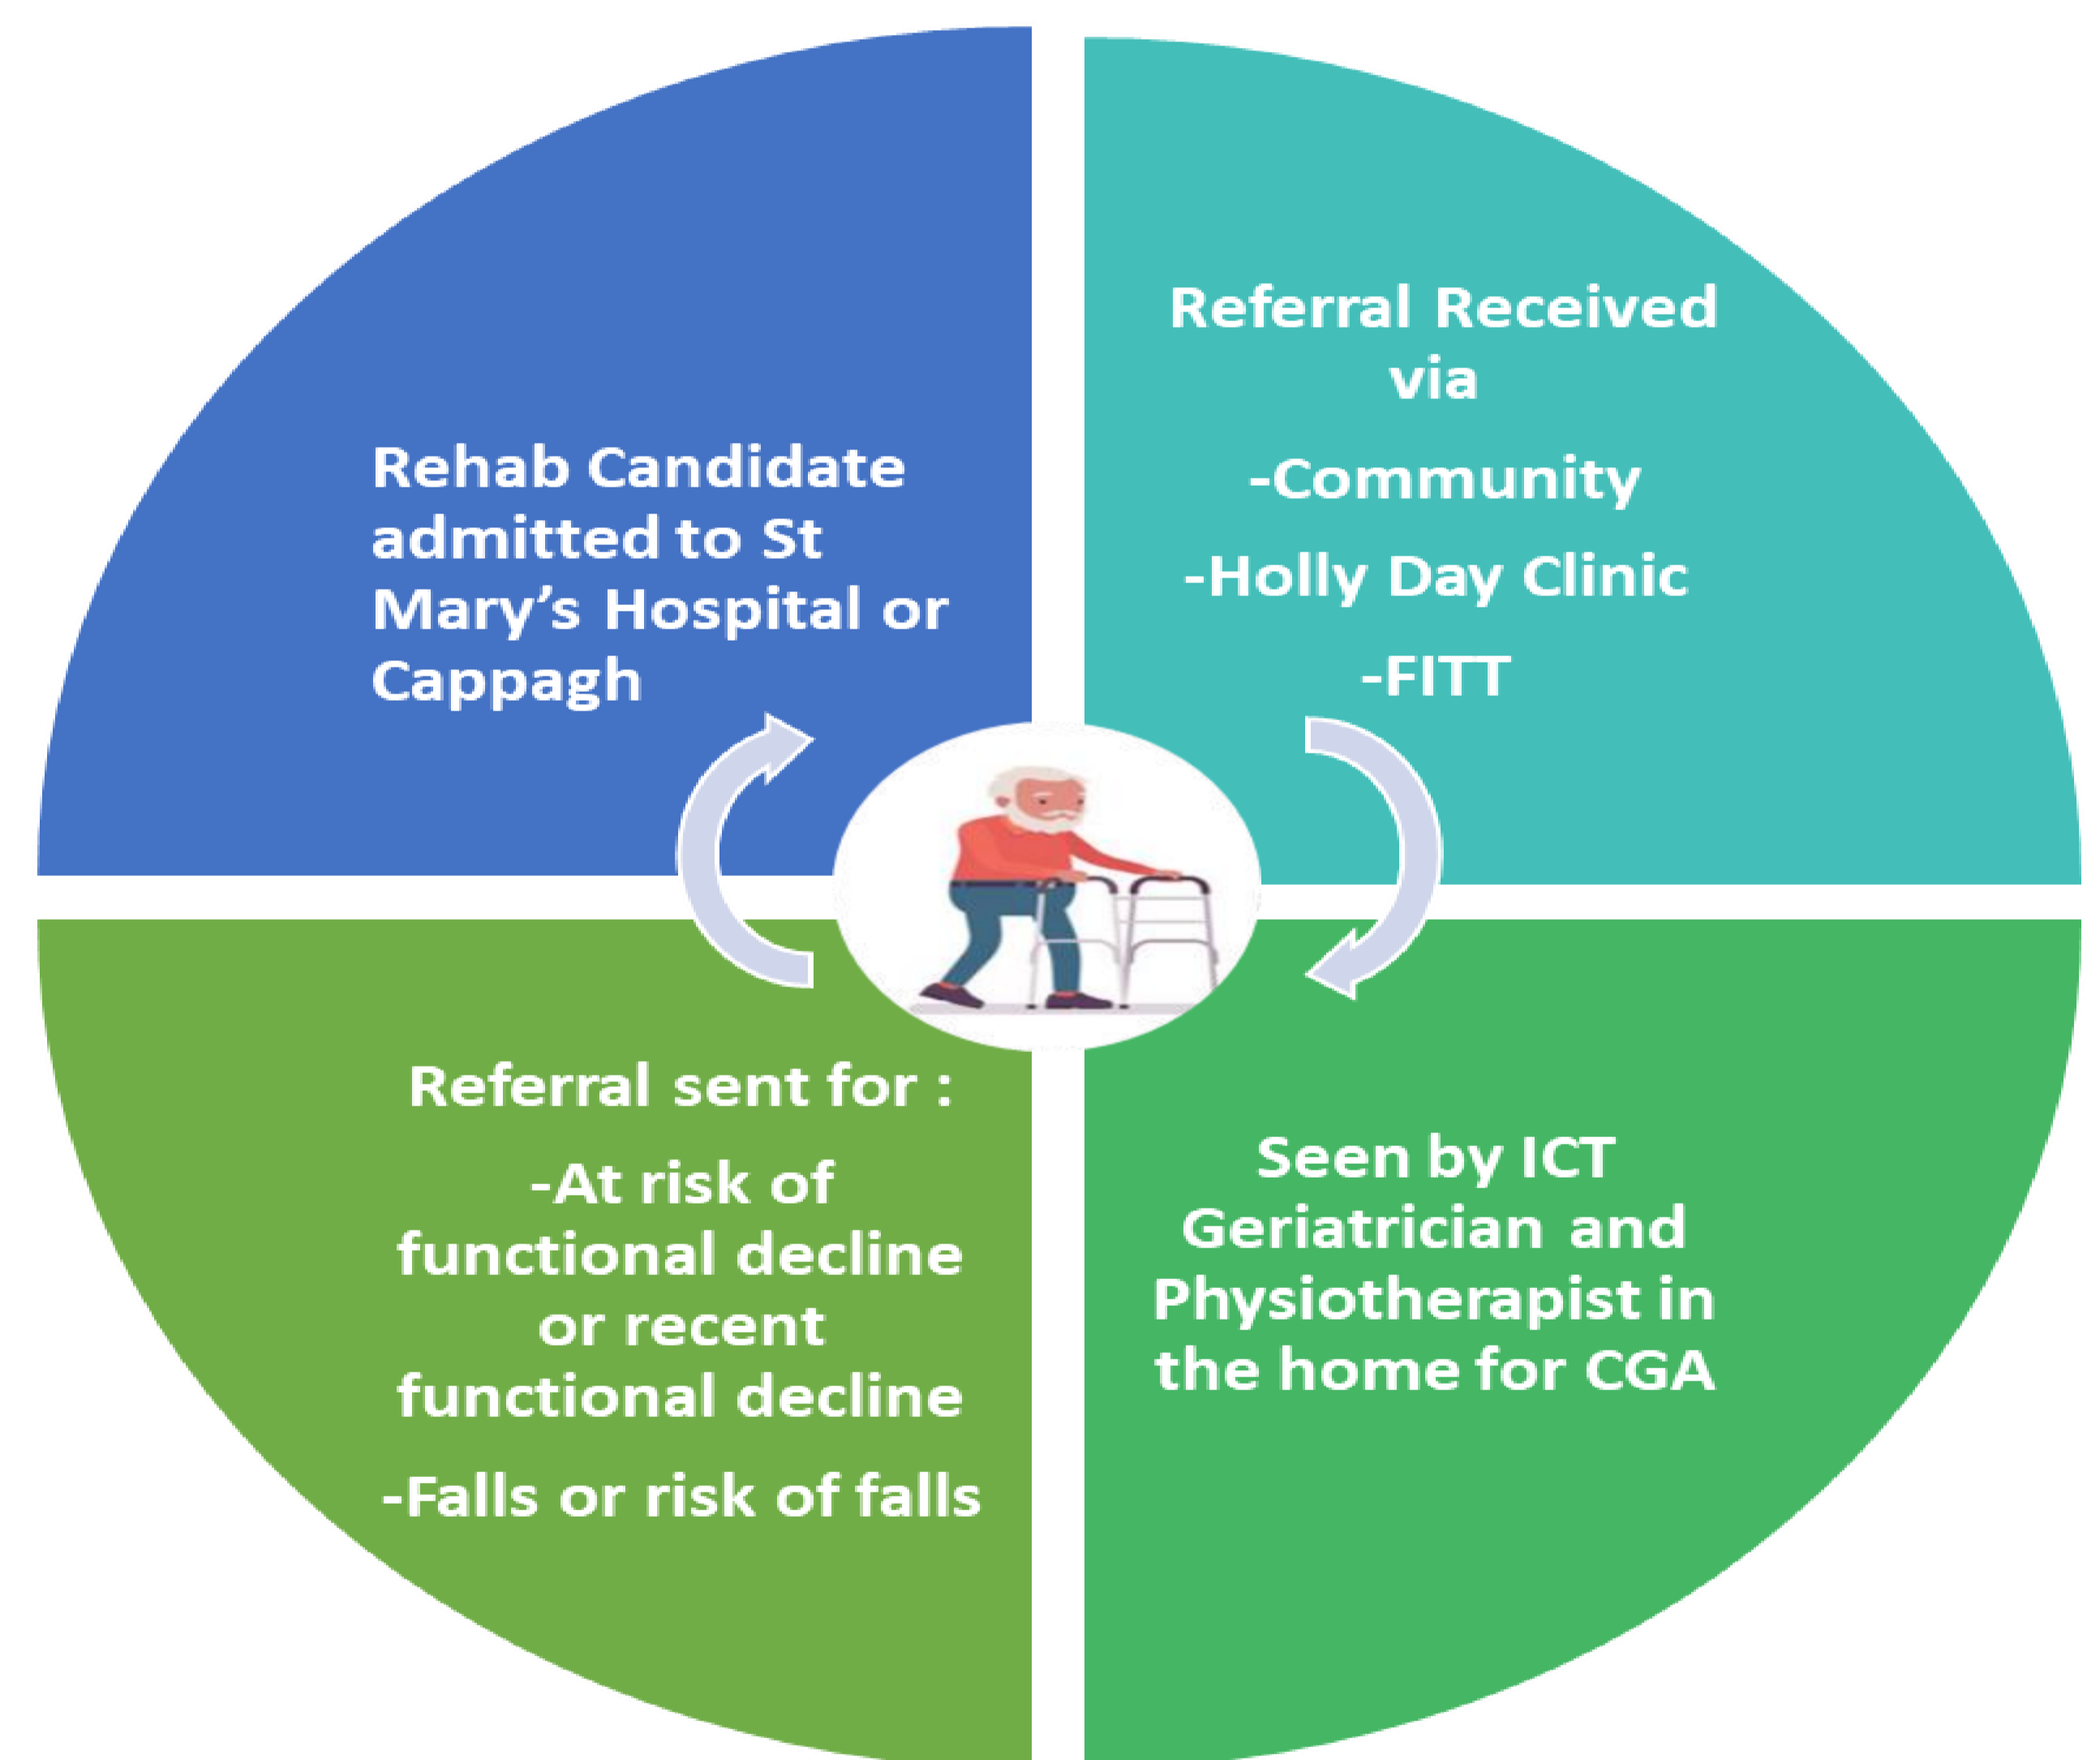 Rehab Candidate
admitted to St
Mary’s Hospital or
Cappagh
Referral Received
via
-Community
-Holly Day Clinic
-FITT
Referral sent for :
-At risk of
functional decline
or recent
functional decline
-Falls or risk of falls
Seen by ICT
Geriatrician and
Physiotherapist in
the home for CGA